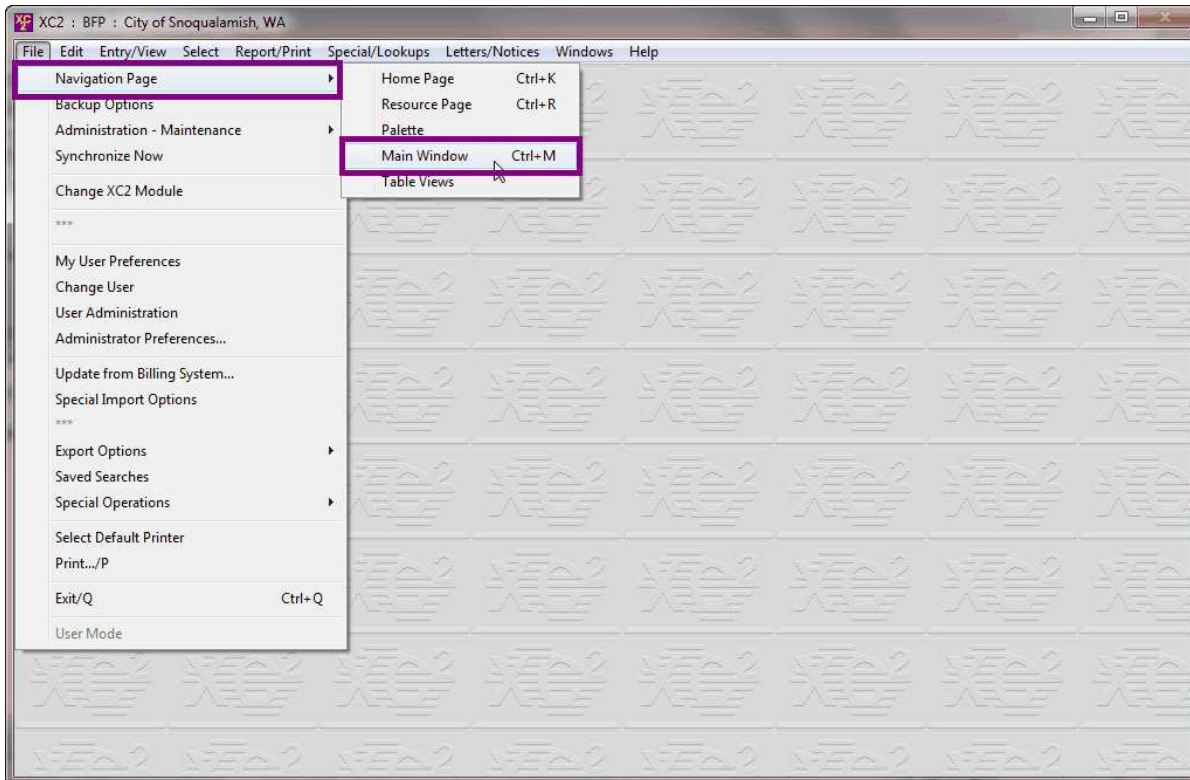 XC2 : BFP : City of Snoqualamish, WA
File Edit Entry/View Select Report/Print Special/Lookups Letters/Notices Windows Help
Navigation Page
Backup Options
Administration - Maintenance
Synchronize Now
Change XC2 Module
***
My User Preferences
Change User
User Administration
Administrator Preferences...
Update from Billing System...
Special Import Options
***
Export Options
Saved Searches
Special Operations
Select Default Printer
Print.../P
Exit/Q Ctrl+Q
User Mode
Home Page Ctrl+K
Resource Page Ctrl+R
Palette
Main Window Ctrl+M
Table Views